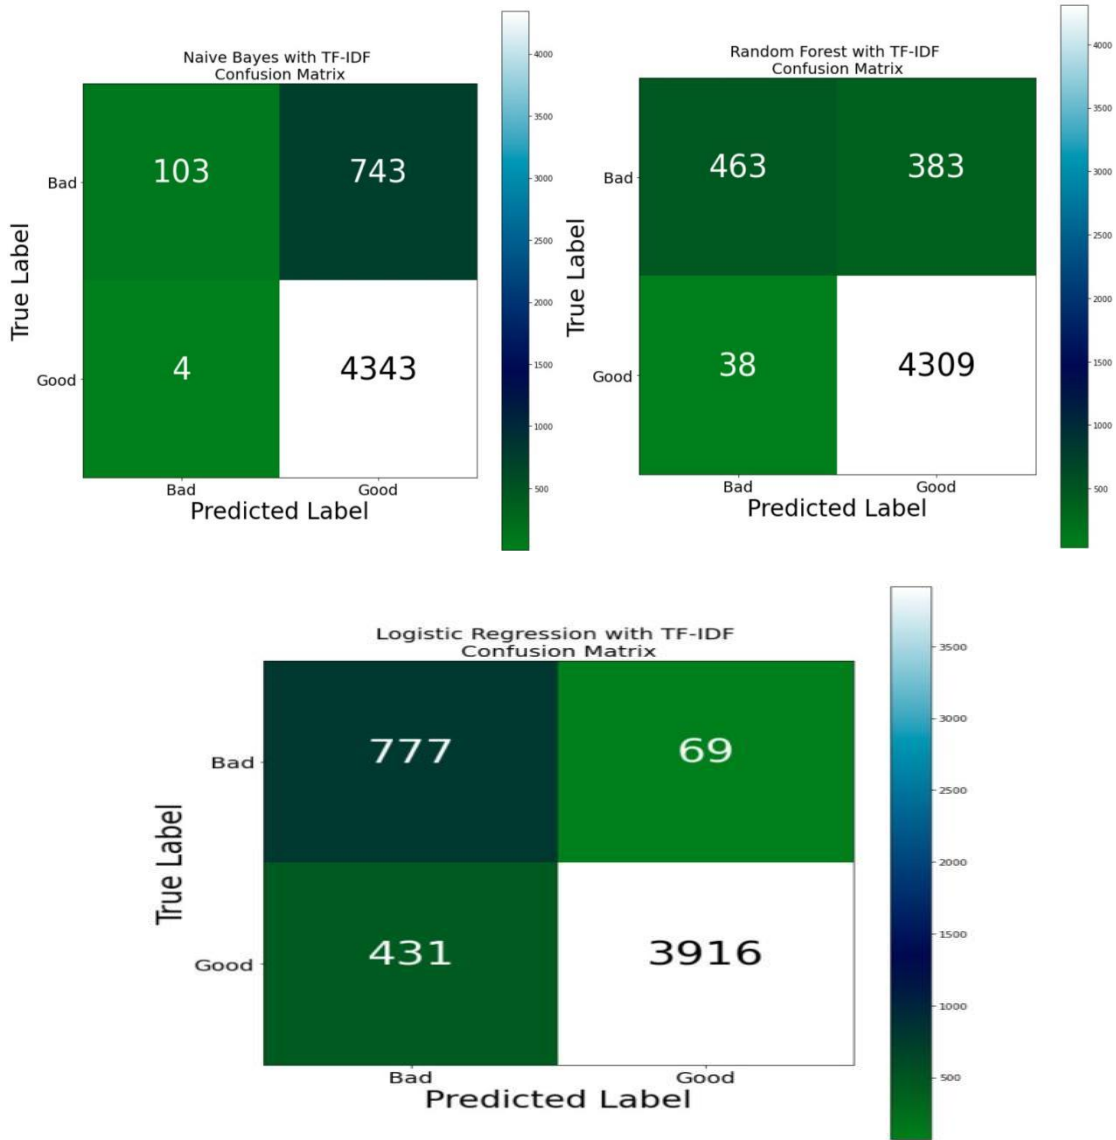 Naive Bayes with TF-IDF
Confusion Matrix
True Label
Bad
103 743
Good
4 4343
Bad Good
Predicted Label
4000
3500
3000
2500
2000
1500
1000
500
Random Forest with TF-IDF
Confusion Matrix
True Label
Bad
463 383
Good
38 4309
Bad Good
Predicted Label
4000
3500
3000
2500
2000
1500
1000
500
Logistic Regression with TF-IDF
Confusion Matrix
True Label
Bad
777 69
Good
431 3916
Bad Good
Predicted Label
3500
3000
2500
2000
1500
1000
500